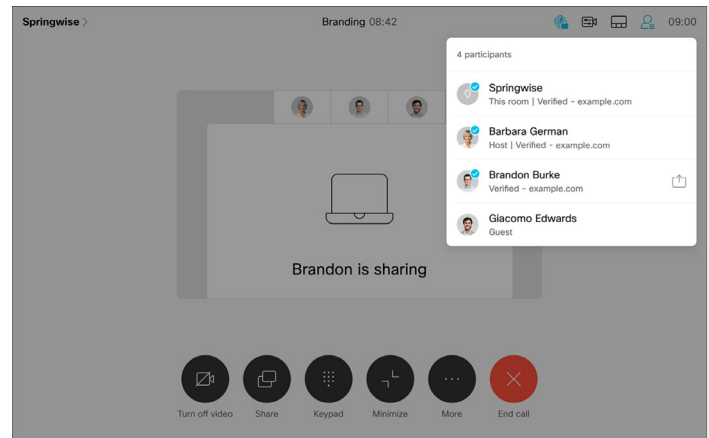 Springwise
Branding 08:42
09:00
4 participants
Springwise
This room | Verified - example.com
Barbara German
Host | Verified - example.com
Brandon Burke
Verified - example.com
Giacomo Edwards
Guest
Brandon is sharing
Turn off video
Share
Keypad
Minimize
More
End call